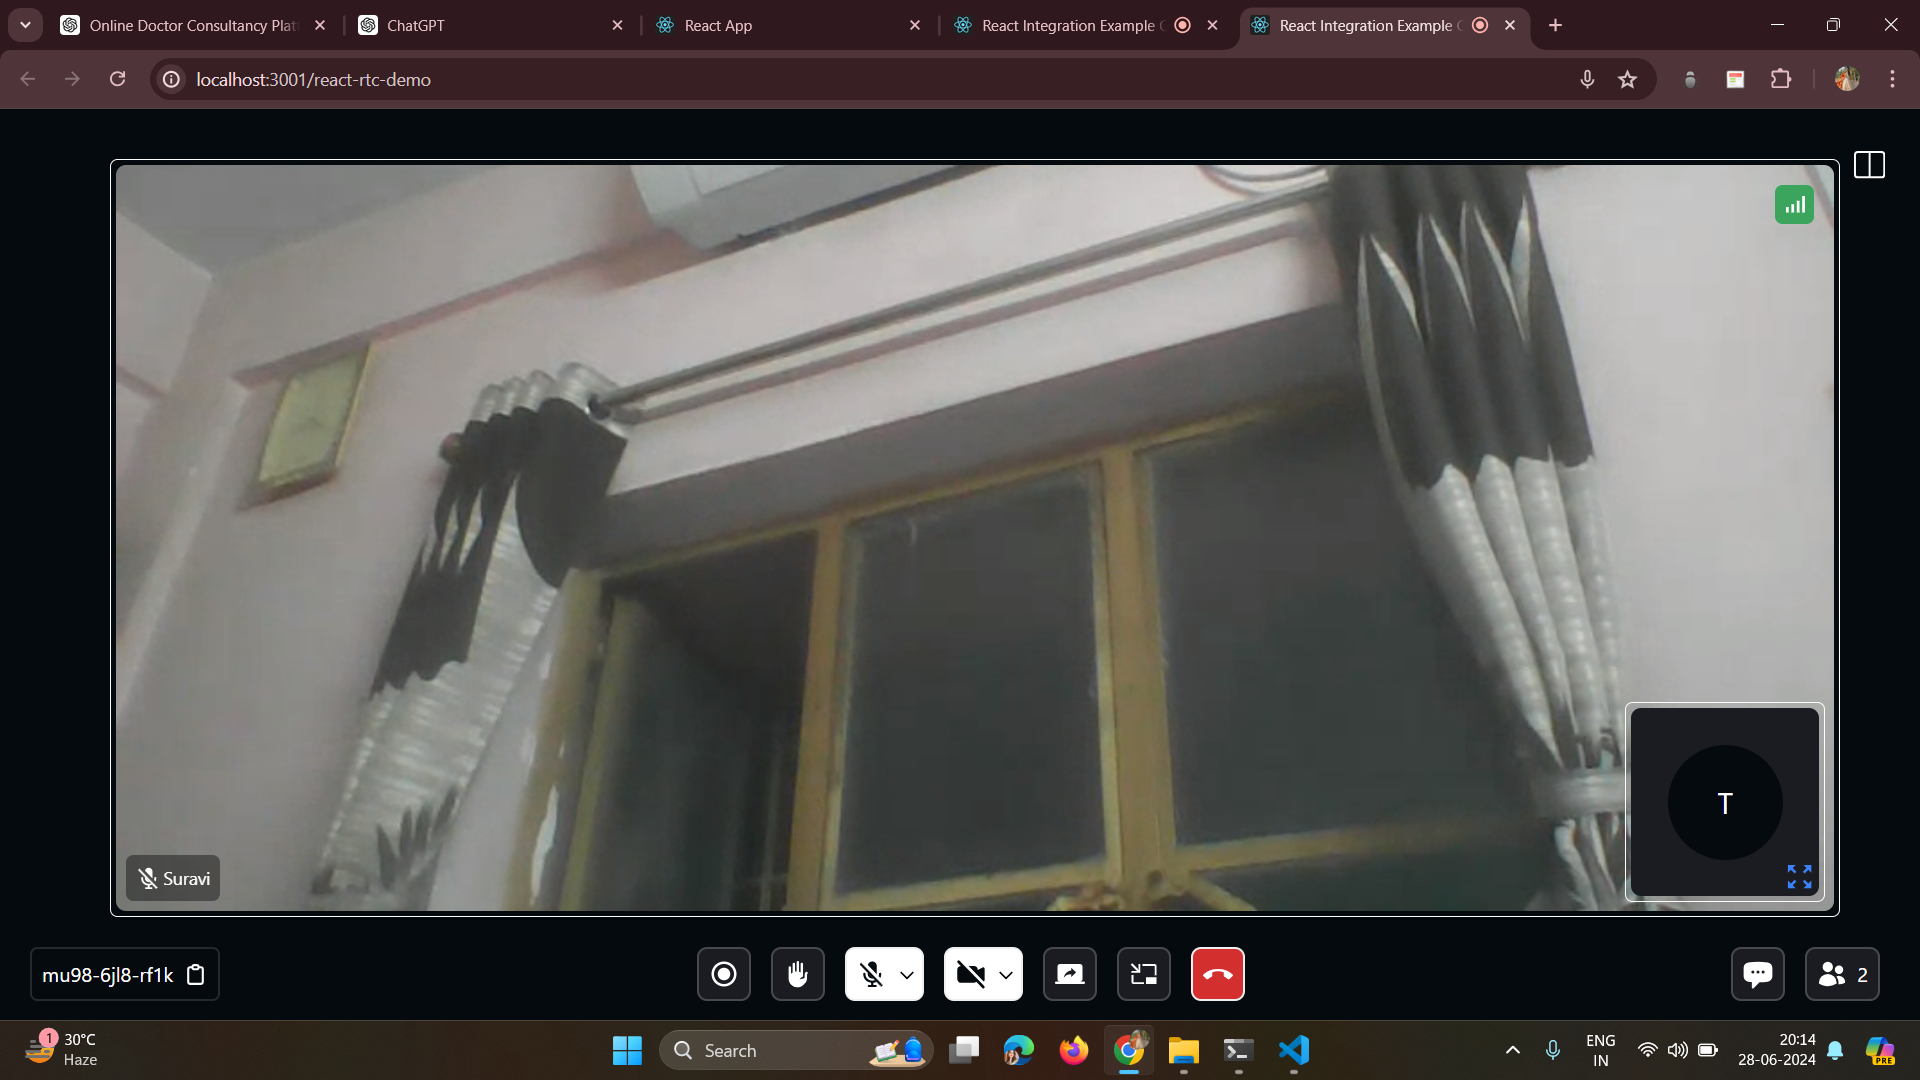 Online Doctor Consultancy Plat
ChatGPT
React App
React Integration Example
React Integration Example
localhost:3001/react-rtc-demo
T
Suravi
mu98-6jl8-rf1k
2
1
30°C
Haze
Search
ENG
IN
20:14
28-06-2024
PRE